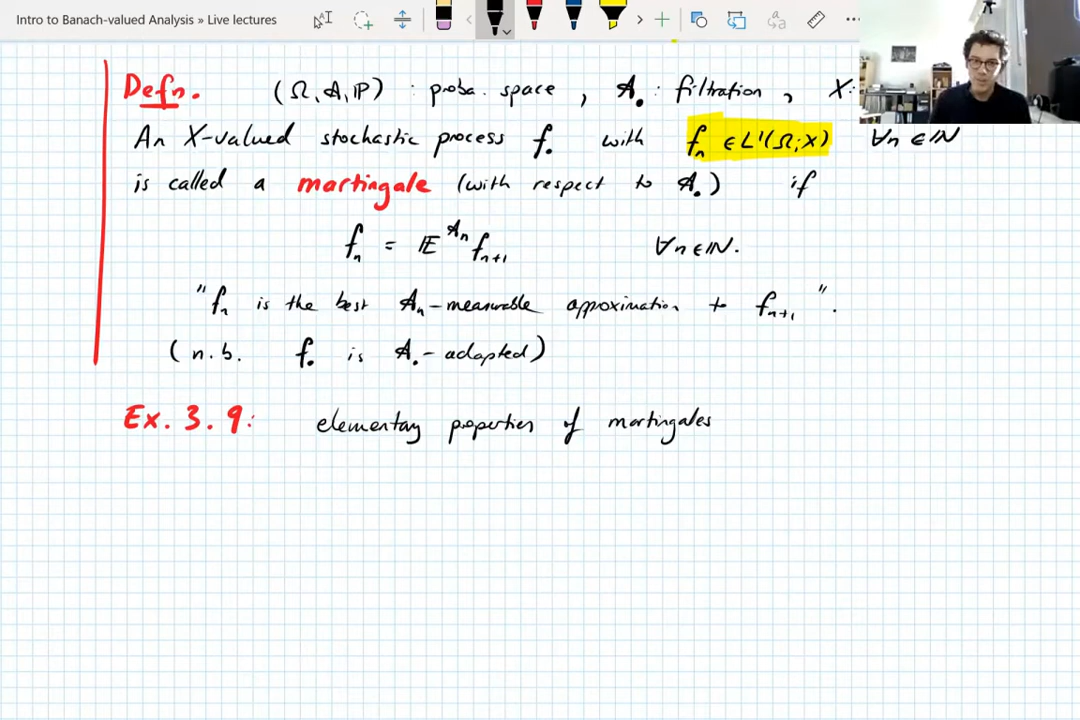 Intro to Banach-valued Analysis » Live lectures
Defn. (Ω, 𝒜, ℙ) : proba. space , 𝒜. : filtration , X :
An X-valued stochastic process f. with fₙ ∈ L¹(Ω; X) ∀n ∈ ℕ
is called a martingale (with respect to 𝒜.) if
fₙ = 𝔼^𝒜ₙ fₙ₊₁ ∀n ∈ ℕ.
"fₙ is the best 𝒜ₙ-measurable approximation to fₙ₊₁".
(n.b. f. is 𝒜.-adapted)
Ex. 3.9: elementary properties of martingales